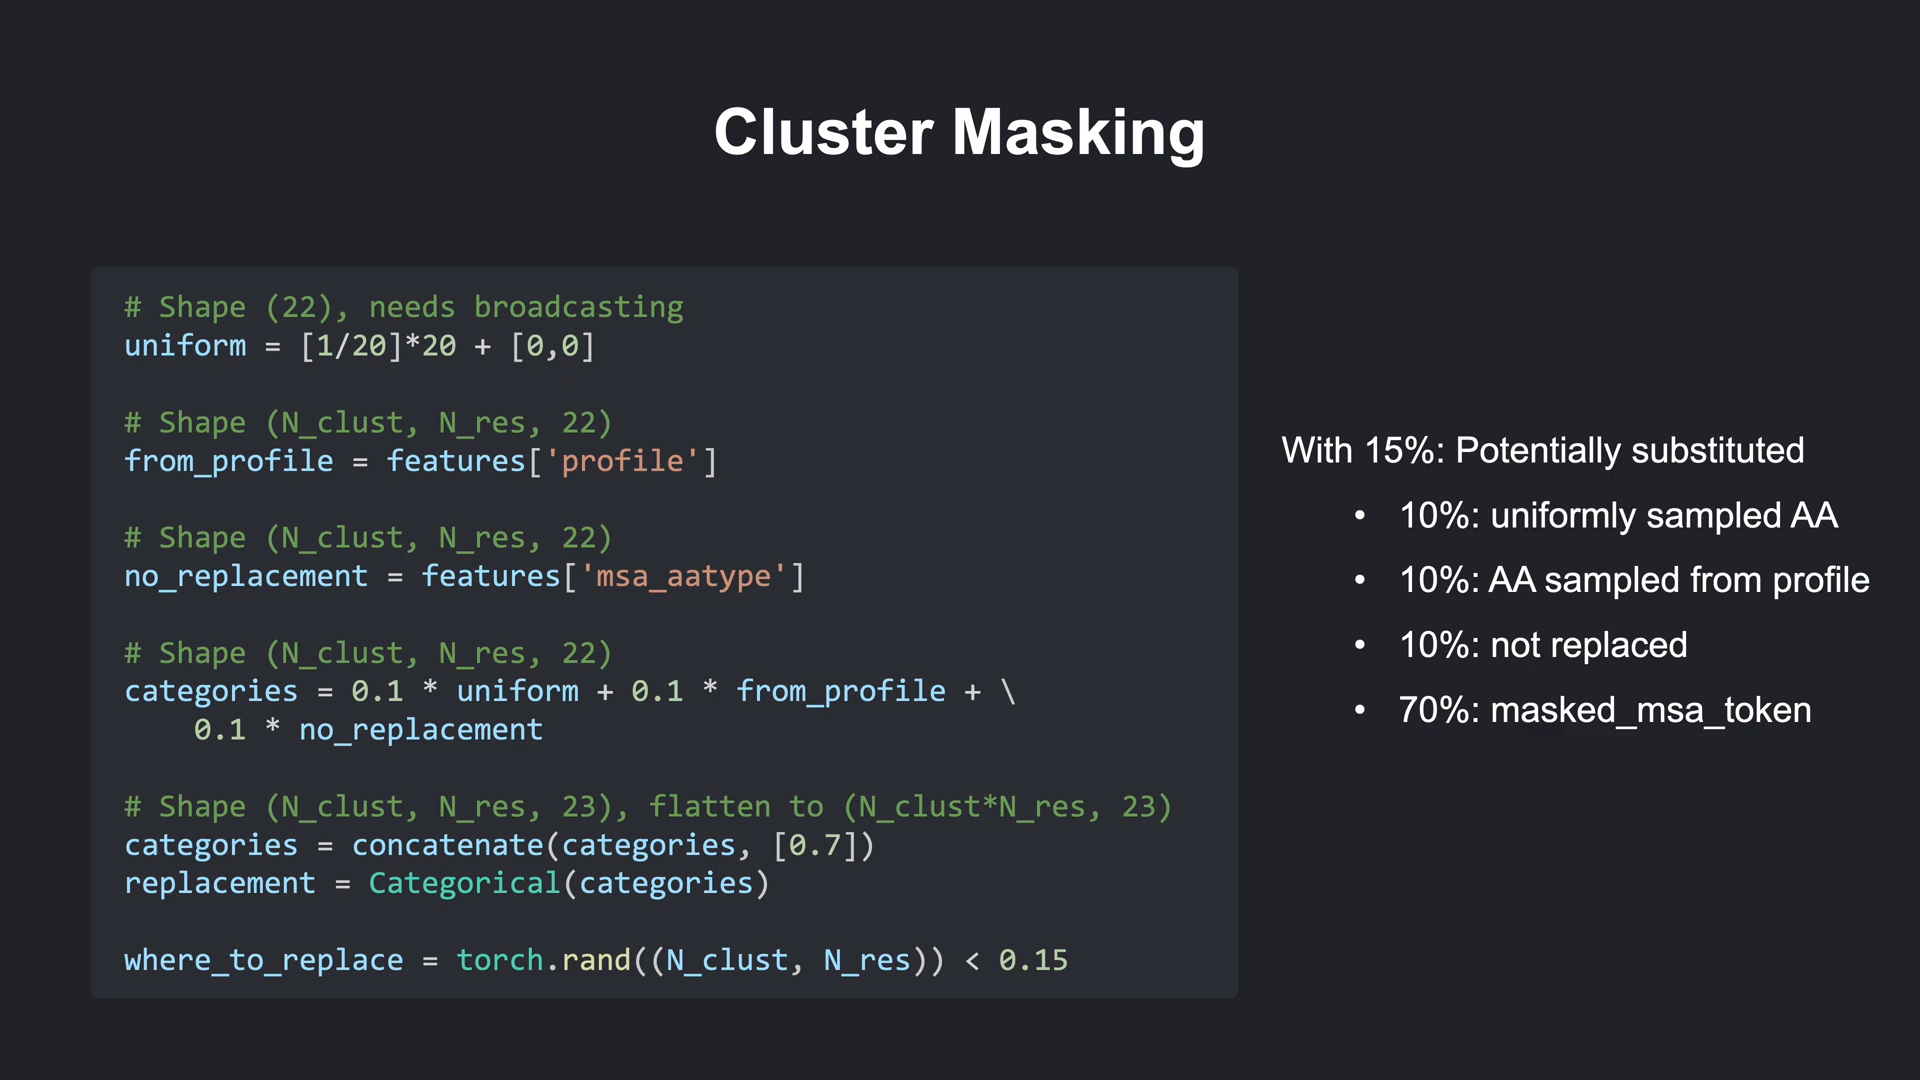 Cluster Masking
# Shape (22), needs broadcasting
uniform = [1/20]*20 + [0,0]
# Shape (N_clust, N_res, 22)
from_profile = features['profile']
# Shape (N_clust, N_res, 22)
no_replacement = features['msa_aatype']
# Shape (N_clust, N_res, 22)
categories = 0.1 * uniform + 0.1 * from_profile + \
    0.1 * no_replacement
# Shape (N_clust, N_res, 23), flatten to (N_clust*N_res, 23)
categories = concatenate(categories, [0.7])
replacement = Categorical(categories)
where_to_replace = torch.rand((N_clust, N_res)) < 0.15
With 15%: Potentially substituted
• 10%: uniformly sampled AA
• 10%: AA sampled from profile
• 10%: not replaced
• 70%: masked_msa_token